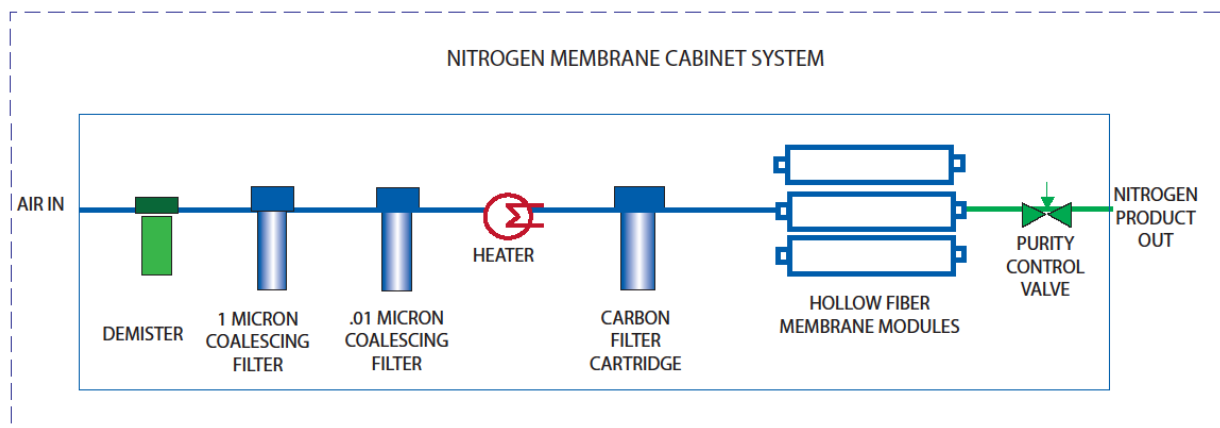 NITROGEN MEMBRANE CABINET SYSTEM
AIR IN
DEMISTER
1 MICRON
COALESCING
FILTER
.01 MICRON
COALESCING
FILTER
HEATER
CARBON
FILTER
CARTRIDGE
HOLLOW FIBER
MEMBRANE MODULES
PURITY
CONTROL
VALVE
NITROGEN
PRODUCT
OUT